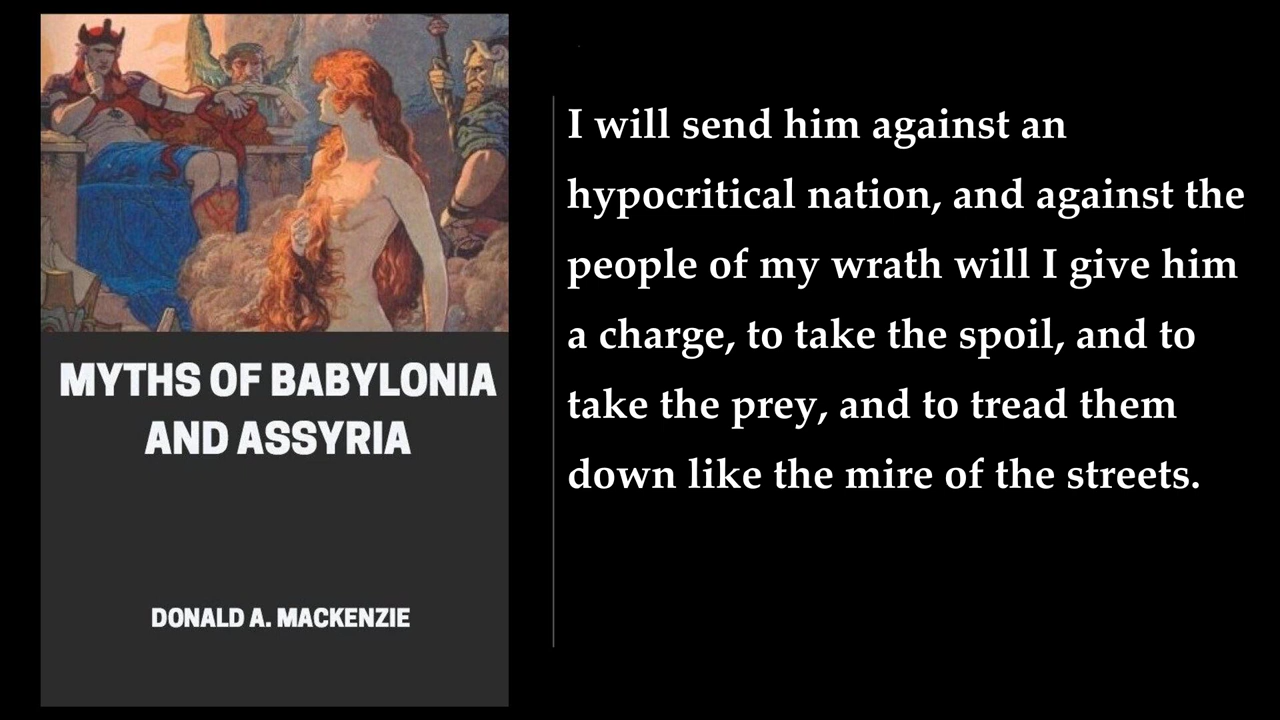 MYTHS OF BABYLONIA
AND ASSYRIA
DONALD A. MACKENZIE
I will send him against an
hypocritical nation, and against the
people of my wrath will I give him
a charge, to take the spoil, and to
take the prey, and to tread them
down like the mire of the streets.